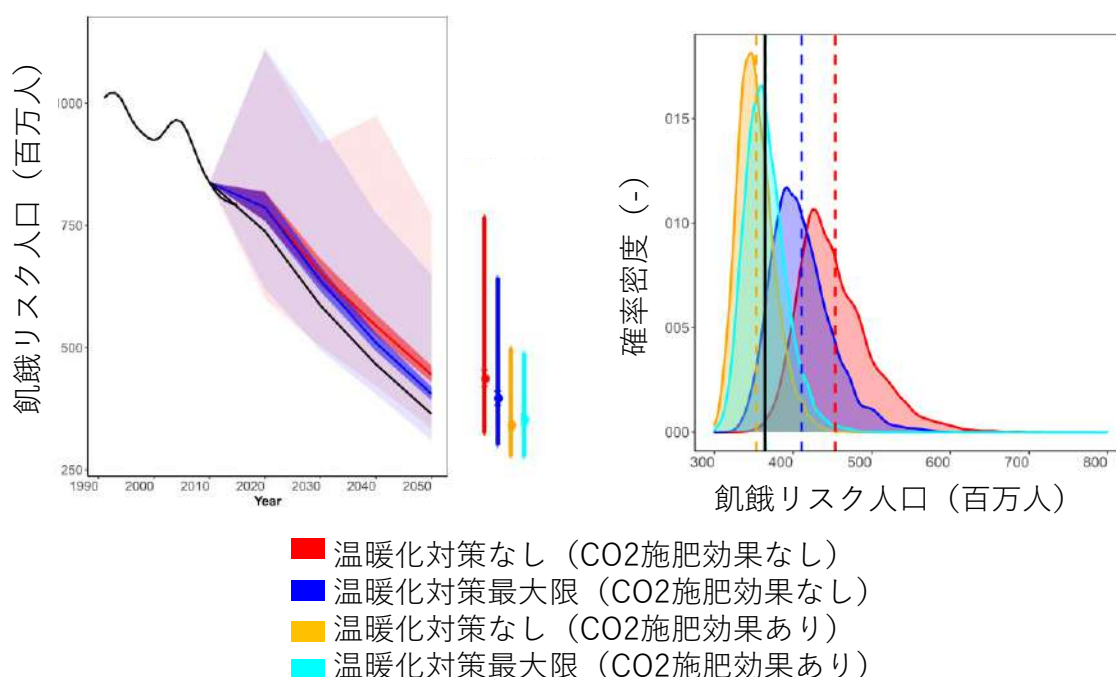 飢餓リスク人口（百万人）
1000
750
500
250
1990 2000 2010 2020 2030 2040 2050
Year
確率密度（-）
015
010
005
000
300 400 500 600 700 800
飢餓リスク人口（百万人）
温暖化対策なし（CO2施肥効果なし）
温暖化対策最大限（CO2施肥効果なし）
温暖化対策なし（CO2施肥効果あり）
温暖化対策最大限（CO2施肥効果あり）